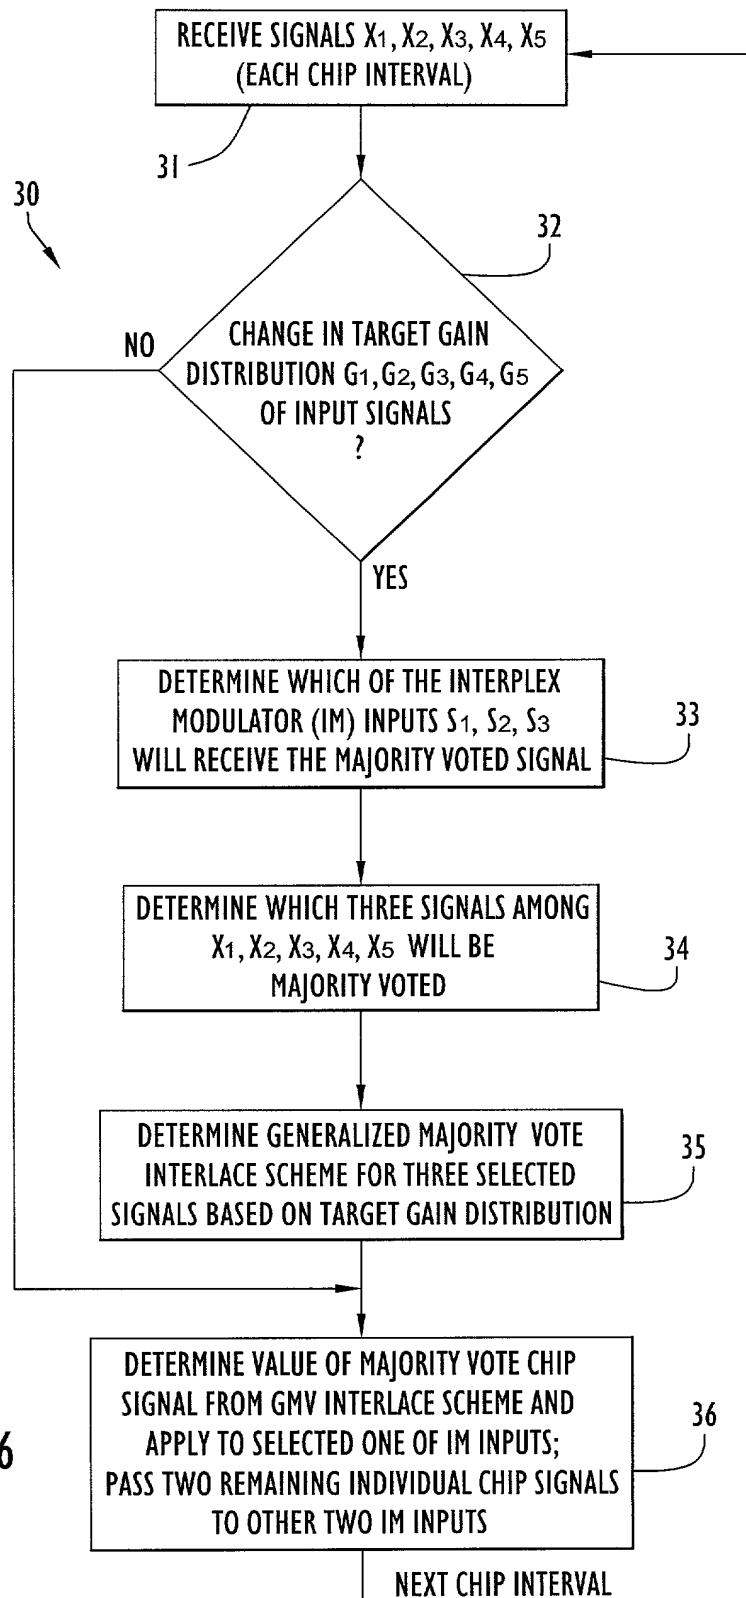 RECEIVE SIGNALS X1, X2, X3, X4, X5
(EACH CHIP INTERVAL)
31
30
32
NO
CHANGE IN TARGET GAIN
DISTRIBUTION G1, G2, G3, G4, G5
OF INPUT SIGNALS
?
YES
DETERMINE WHICH OF THE INTERPLEX
MODULATOR (IM) INPUTS S1, S2, S3
WILL RECEIVE THE MAJORITY VOTED SIGNAL
33
DETERMINE WHICH THREE SIGNALS AMONG
X1, X2, X3, X4, X5 WILL BE
MAJORITY VOTED
34
DETERMINE GENERALIZED MAJORITY VOTE
INTERLACE SCHEME FOR THREE SELECTED
SIGNALS BASED ON TARGET GAIN DISTRIBUTION
35
DETERMINE VALUE OF MAJORITY VOTE CHIP
SIGNAL FROM GMV INTERLACE SCHEME AND
APPLY TO SELECTED ONE OF IM INPUTS;
PASS TWO REMAINING INDIVIDUAL CHIP SIGNALS
TO OTHER TWO IM INPUTS
36
6
NEXT CHIP INTERVAL